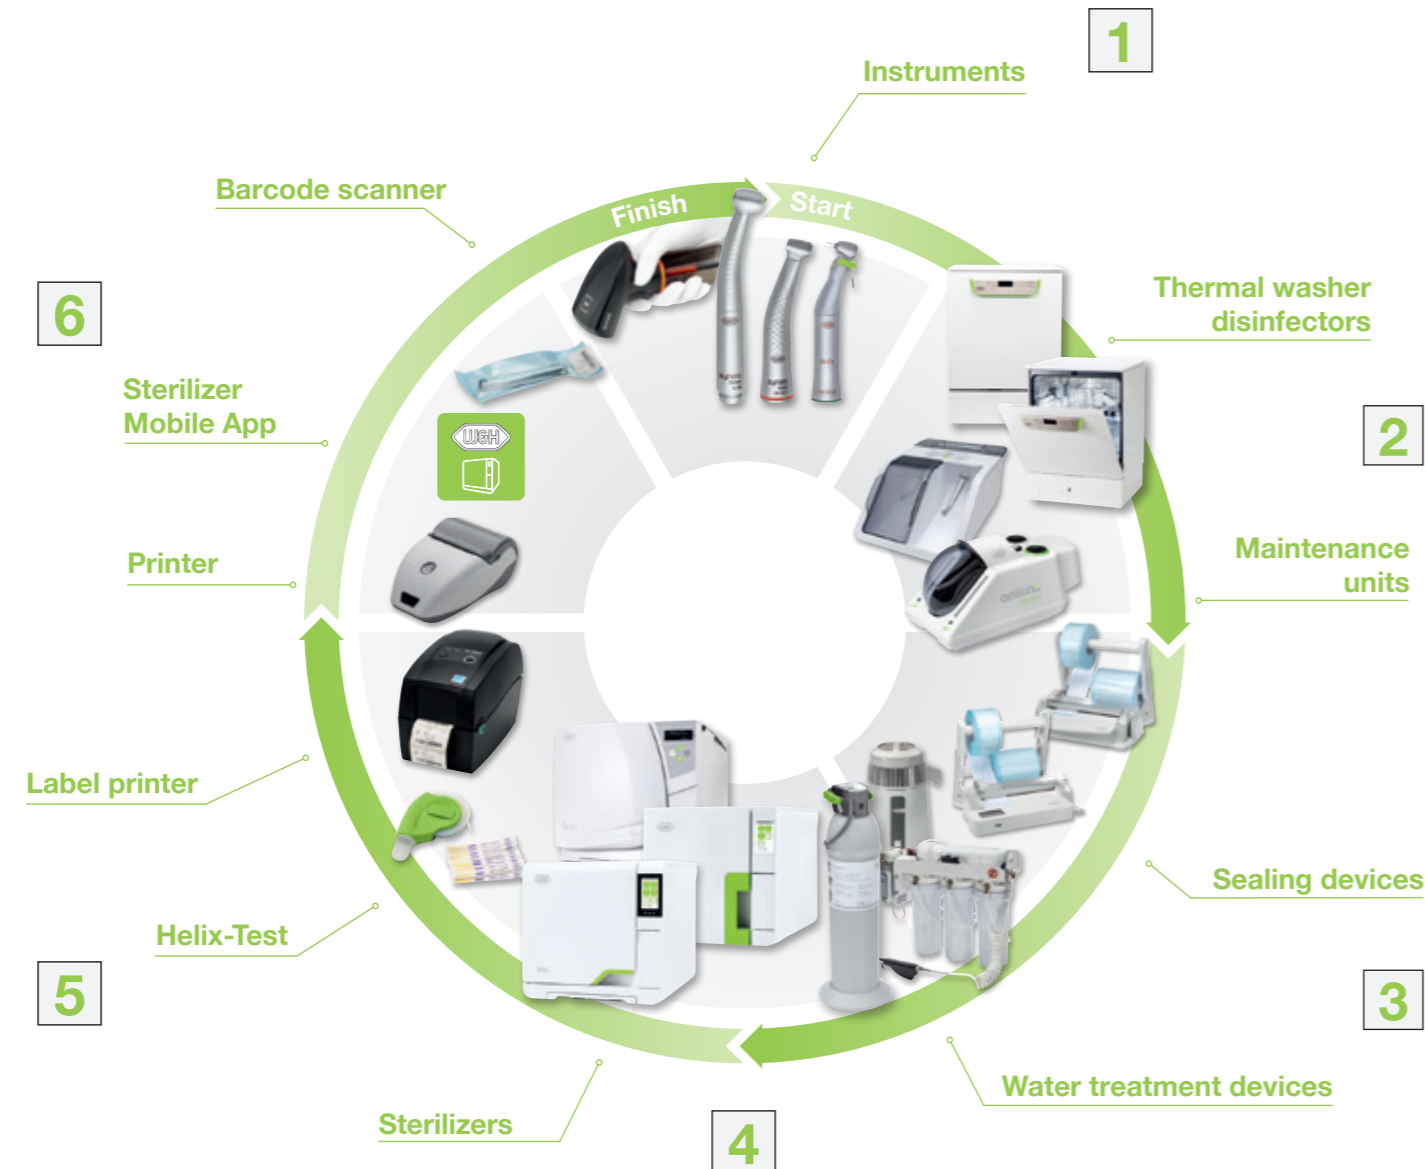 1
Instruments
Barcode scanner
Finish
Start
Thermal washer
disinfectors
6
Sterilizer
Mobile App
W&H
2
Maintenance
units
Printer
Label printer
Sealing devices
Helix-Test
5
3
Water treatment devices
Sterilizers
4